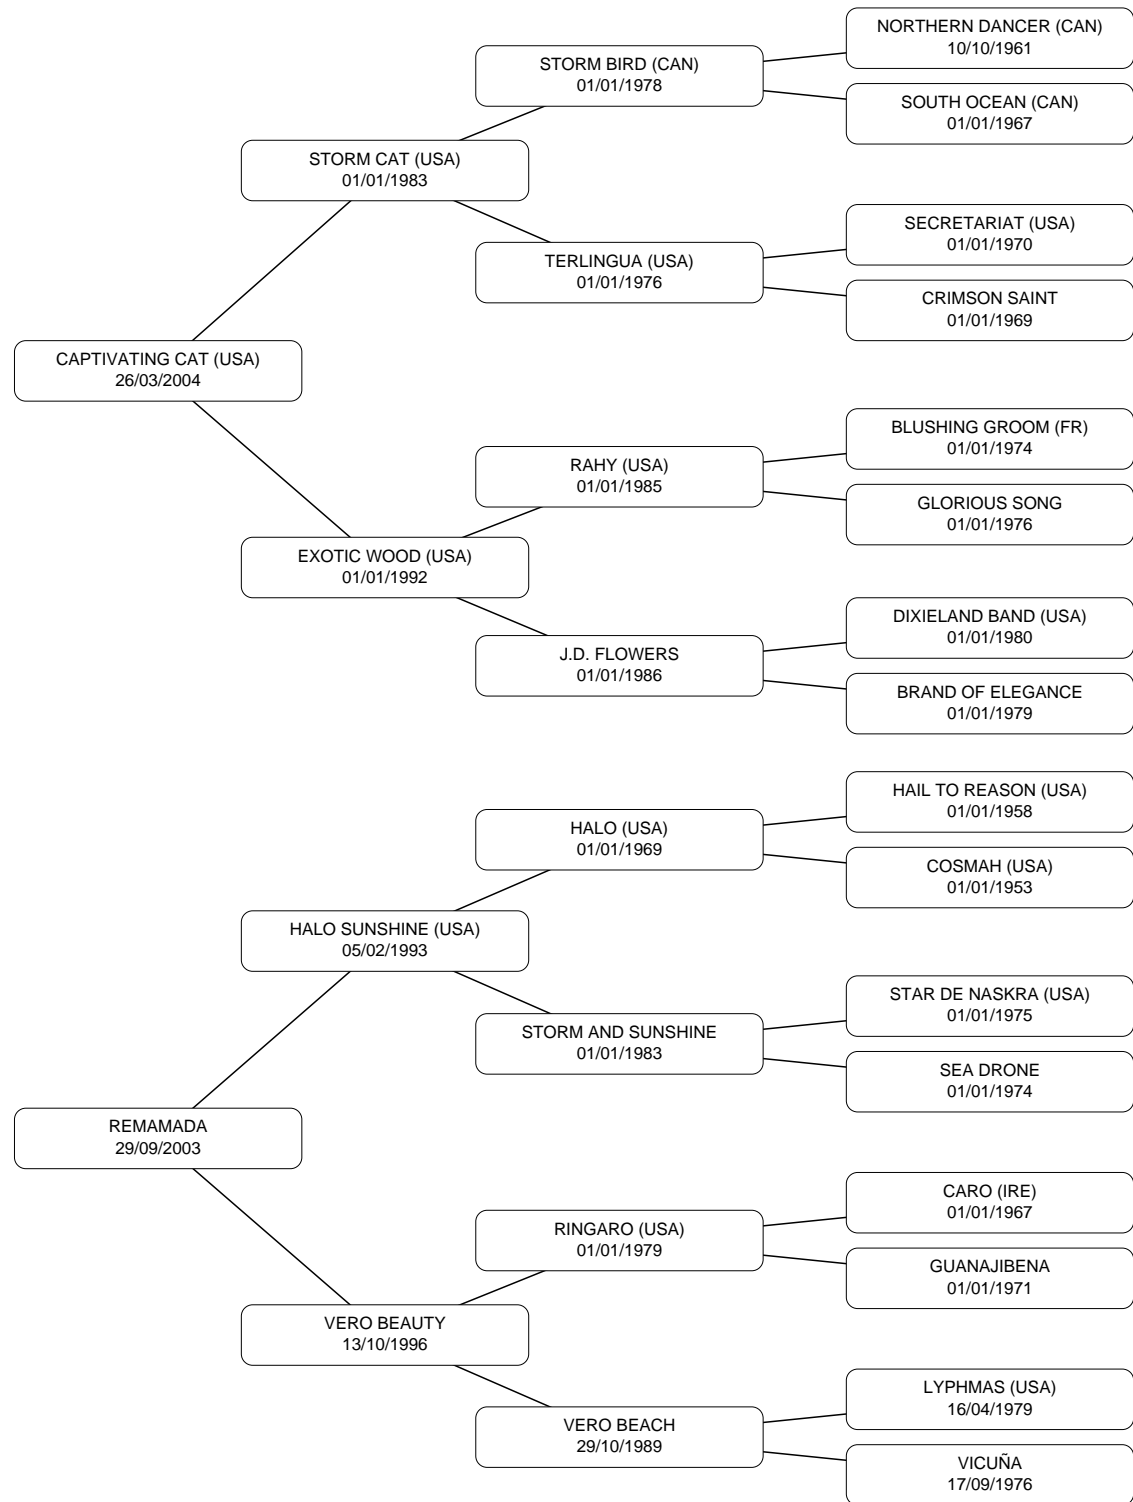 NORTHERN DANCER (CAN)
10/10/1961
STORM BIRD (CAN)
01/01/1978
SOUTH OCEAN (CAN)
01/01/1967
STORM CAT (USA)
01/01/1983
SECRETARIAT (USA)
01/01/1970
TERLINGUA (USA)
01/01/1976
CRIMSON SAINT
01/01/1969
CAPTIVATING CAT (USA)
26/03/2004
BLUSHING GROOM (FR)
01/01/1974
RAHY (USA)
01/01/1985
GLORIOUS SONG
01/01/1976
EXOTIC WOOD (USA)
01/01/1992
DIXIELAND BAND (USA)
01/01/1980
J.D. FLOWERS
01/01/1986
BRAND OF ELEGANCE
01/01/1979
HAIL TO REASON (USA)
01/01/1958
HALO (USA)
01/01/1969
COSMAH (USA)
01/01/1953
HALO SUNSHINE (USA)
05/02/1993
STAR DE NASKRA (USA)
01/01/1975
STORM AND SUNSHINE
01/01/1983
SEA DRONE
01/01/1974
REMAMADA
29/09/2003
CARO (IRE)
01/01/1967
RINGARO (USA)
01/01/1979
GUANAJIBENA
01/01/1971
VERO BEAUTY
13/10/1996
LYPHMAS (USA)
16/04/1979
VERO BEACH
29/10/1989
VICUÑA
17/09/1976